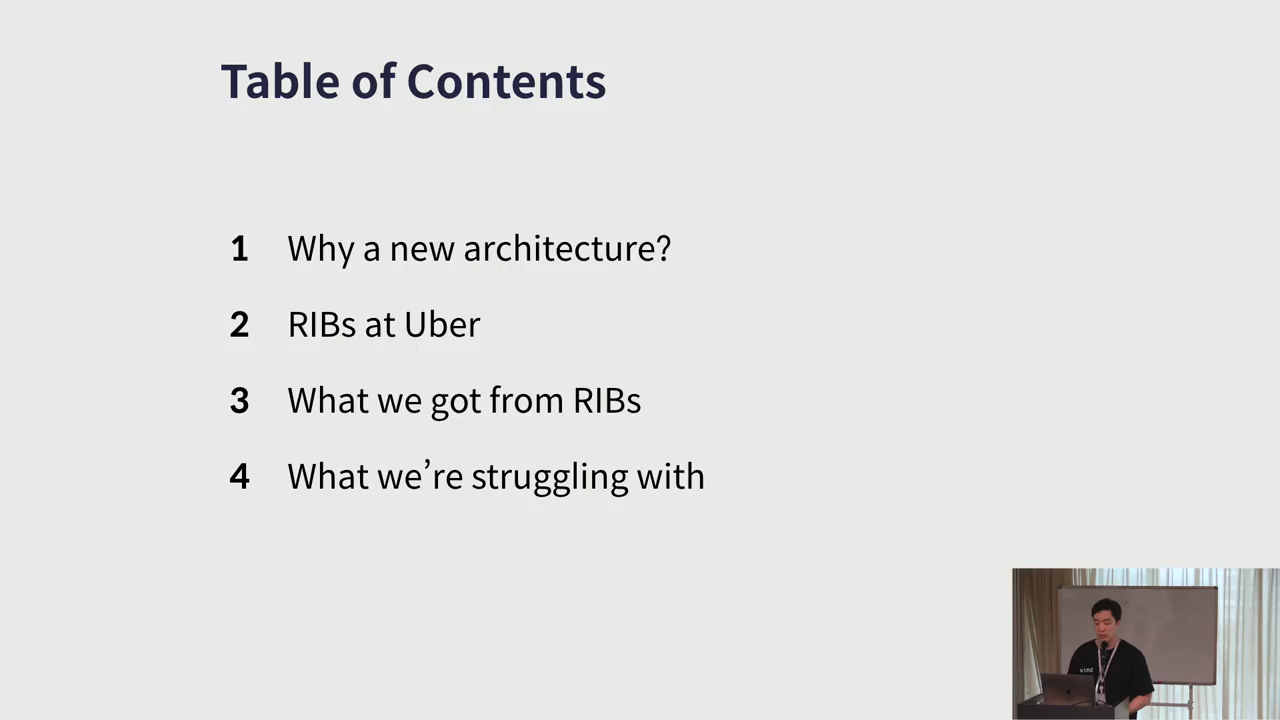 Table of Contents
1 Why a new architecture?
2 RIBs at Uber
3 What we got from RIBs
4 What we’re struggling with